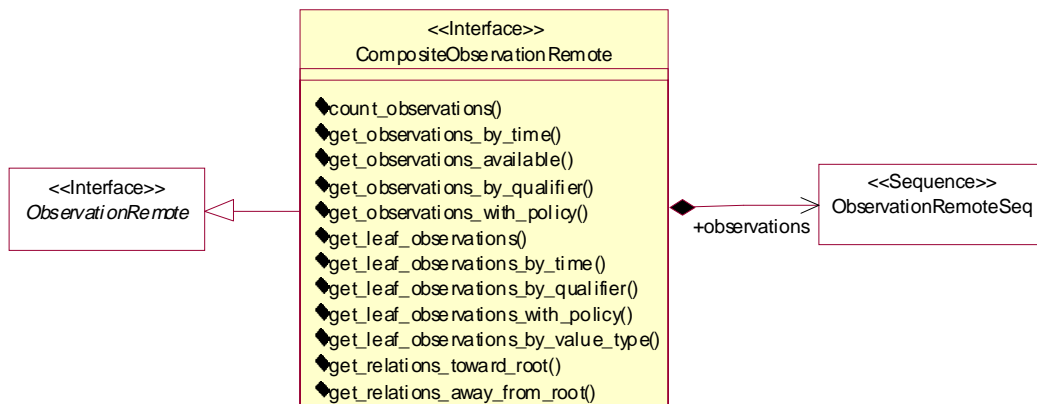 <<Interface>>
CompositeObservationRemote
count_observations()
get_observations_by_time()
get_observations_available()
get_observations_by_qualifier()
get_observations_with_policy()
get_leaf_observations()
get_leaf_observations_by_time()
get_leaf_observations_by_qualifier()
get_leaf_observations_with_policy()
get_leaf_observations_by_value_type()
get_relations_toward_root()
get_relations_away_from_root()
<<Interface>>
ObservationRemote
+observations
<<Sequence>>
ObservationRemoteSeq